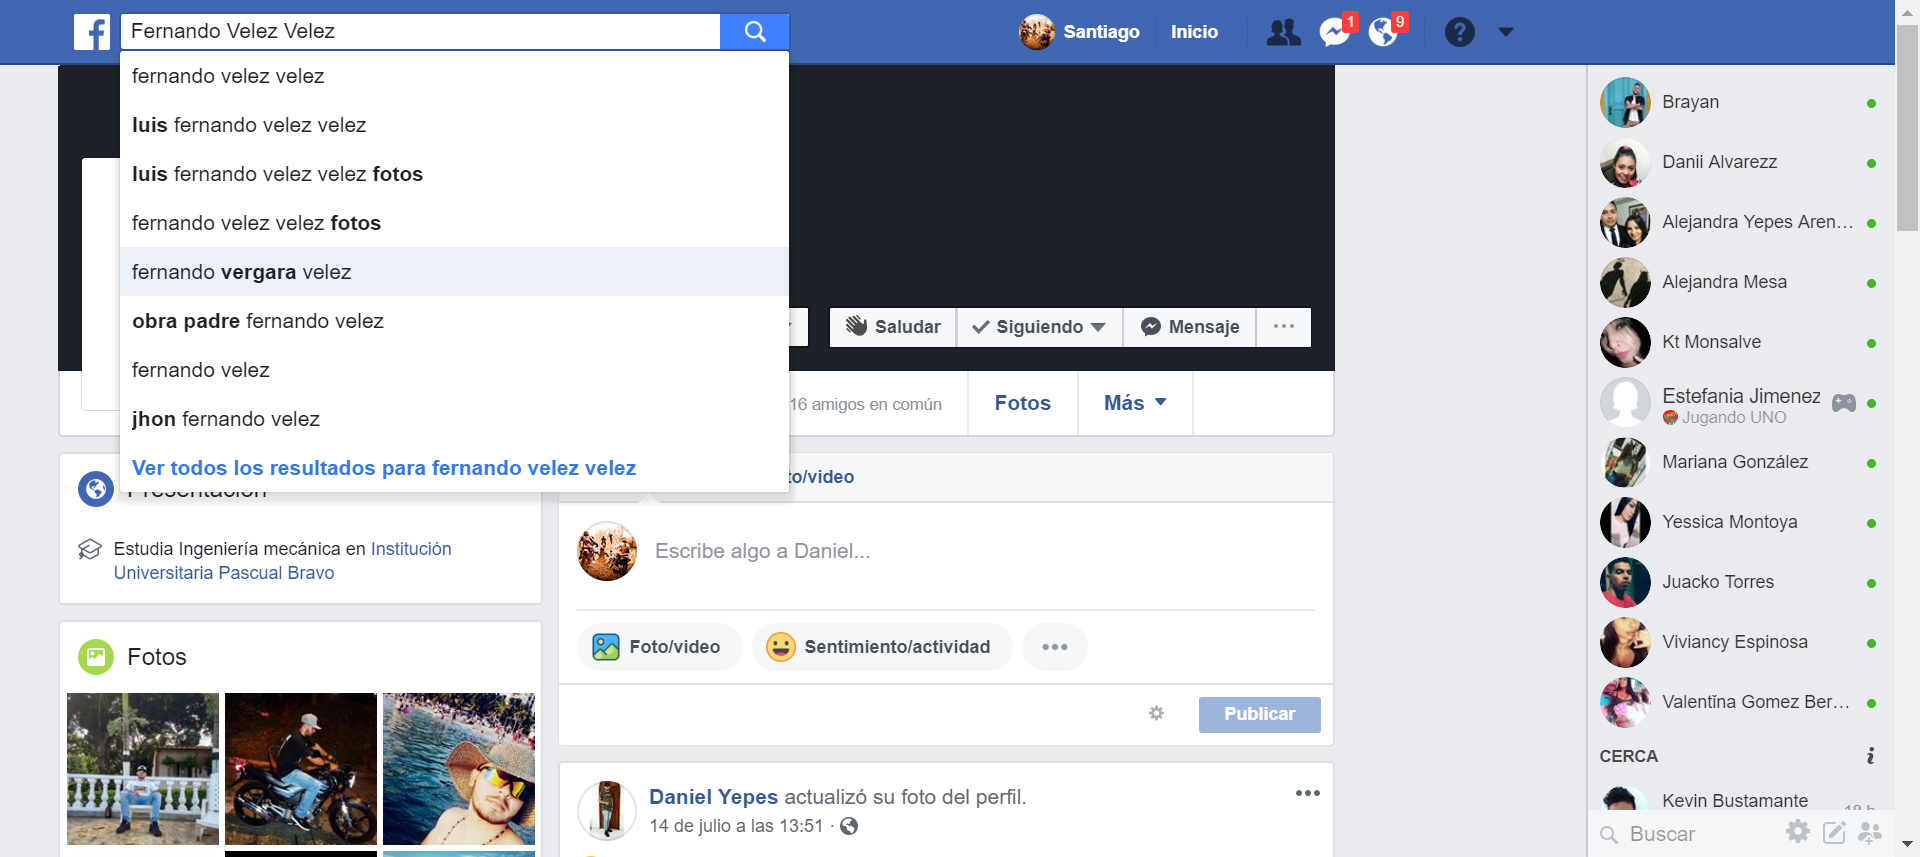 Fernando Velez Velez
Santiago
Inicio
1
9
?
fernando velez velez
luis fernando velez velez
luis fernando velez velez fotos
fernando velez velez fotos
fernando vergara velez
obra padre fernando velez
fernando velez
jhon fernando velez
Ver todos los resultados para fernando velez velez
Saludar
Siguiendo
Mensaje
16 amigos en común
Fotos
Más
Presentación
Estudia Ingeniería mecánica en Institución
Universitaria Pascual Bravo
Fotos
to/video
Escribe algo a Daniel...
Foto/video
Sentimiento/actividad
Publicar
Daniel Yepes actualizó su foto del perfil.
14 de julio a las 13:51 ·
Brayan
Danii Alvarezz
Alejandra Yepes Aren...
Alejandra Mesa
Kt Monsalve
Estefania Jimenez
Jugando UNO
Mariana González
Yessica Montoya
Juacko Torres
Viviancy Espinosa
Valentĭna Gomez Ber...
CERCA
Kevin Bustamante
18 h
Buscar